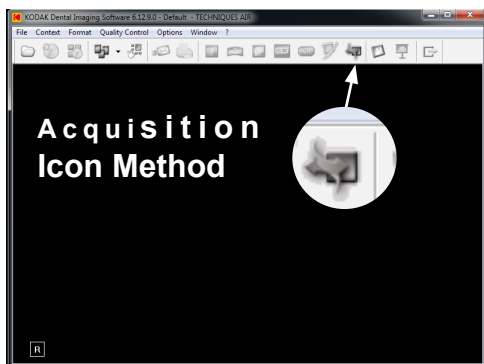 KODAK Dental Imaging Software 6.12.9.0 - Default - TECHNIQUES AIR
File Context Format Quality Control Options Window ?
Acquisition
Icon Method
R